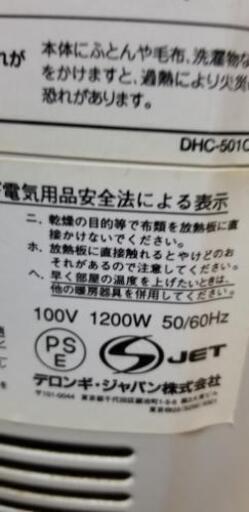 れが 本体にふとんや毛布、洗濯物な
をかけますと、過熱により火災の
恐れがあります。
DHC-501
電気用品安全法による表示
ニ、乾燥の目的等で布類を放熱板に直
接かけないでください。
ホ、放熱板に直接触れるとやけどのお
それがあるので注意してください。
ヘ、早く部屋の温度を上げたいときは、
他の暖房器具を併用してください。
100V 1200W 50/60Hz
PSE JET
デロンギ・ジャパン株式会社
〒101-0044